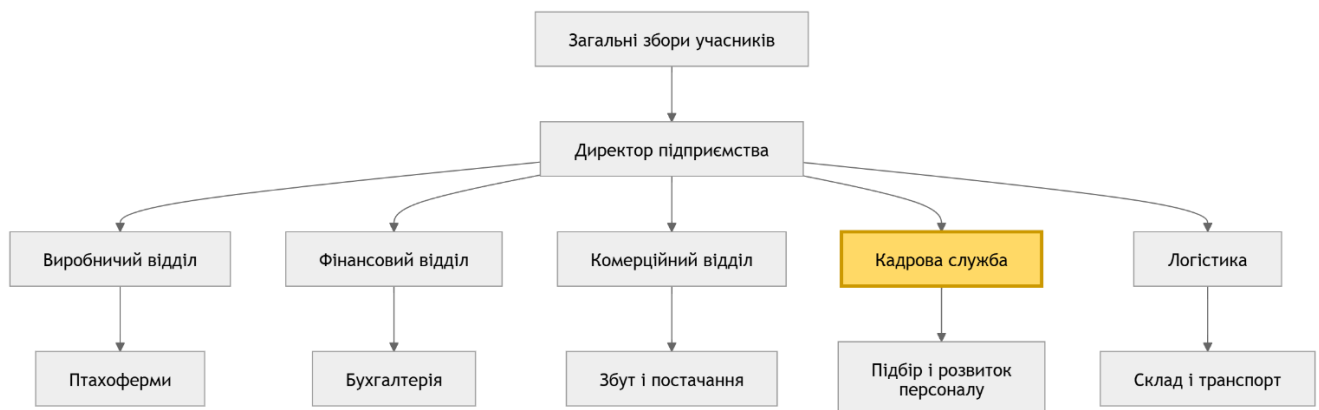 Загальні збори учасників
Директор підприємства
Виробничий відділ
Фінансовий відділ
Комерційний відділ
Кадрова служба
Логістика
Птахоферми
Бухгалтерія
Збут і постачання
Підбір і розвиток
персоналу
Склад і транспорт